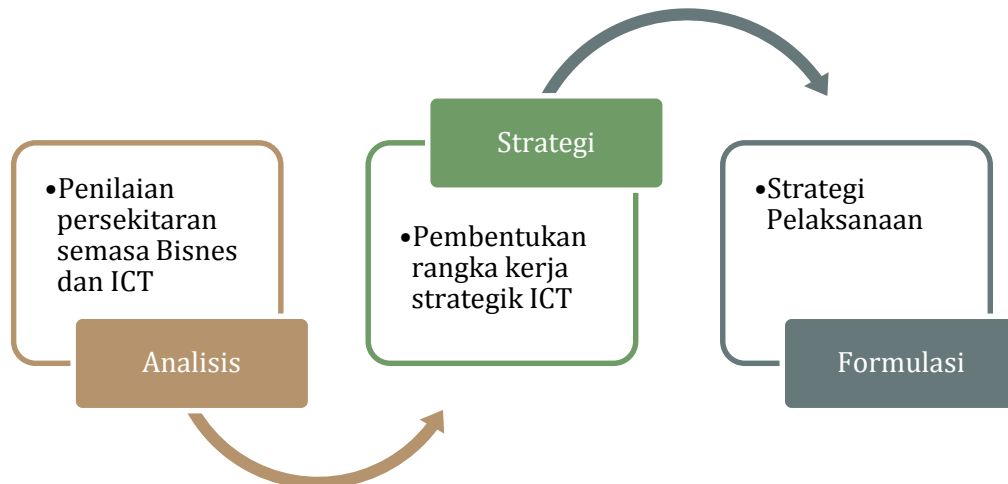 •Penilaian
persekitaran
semasa Bisnes
dan ICT
Analisis
Strategi
•Pembentukan
rangka kerja
strategik ICT
•Strategi
Pelaksanaan
Formulasi